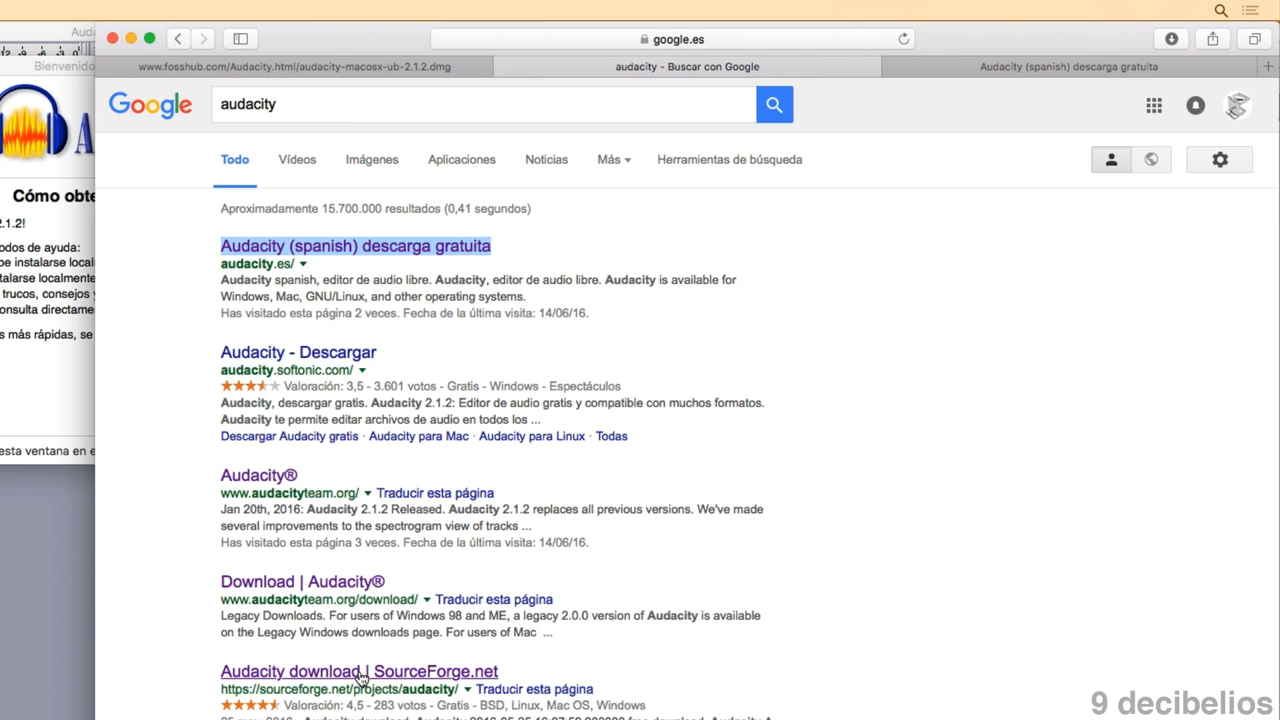 Auda
google.es
www.fosshub.com/Audacity.html/audacity-macosx-ub-2.1.2.dmg
audacity - Buscar con Google
Audacity (spanish) descarga gratuita
Bienvenido
Google
audacity
A
Todo
Vídeos
Imágenes
Aplicaciones
Noticias
Más
Herramientas de búsqueda
Cómo obte
2.1.2!
odos de ayuda:
be instalarse local
talarse localmente
trucos, consejos y
onsulta directame
s más rápidas, se
esta ventana en e
Aproximadamente 15.700.000 resultados (0,41 segundos)
Audacity (spanish) descarga gratuita
audacity.es/
Audacity spanish, editor de audio libre. Audacity, editor de audio libre. Audacity is available for
Windows, Mac, GNU/Linux, and other operating systems.
Has visitado esta página 2 veces. Fecha de la última visita: 14/06/16.
Audacity - Descargar
audacity.softonic.com/
Valoración: 3,5 - 3.601 votos - Gratis - Windows - Espectáculos
Audacity, descargar gratis. Audacity 2.1.2: Editor de audio gratis y compatible con muchos formatos.
Audacity te permite editar archivos de audio en todos los ...
Descargar Audacity gratis · Audacity para Mac · Audacity para Linux · Todas
Audacity®
www.audacityteam.org/ Traducir esta página
Jan 20th, 2016: Audacity 2.1.2 Released. Audacity 2.1.2 replaces all previous versions. We've made
several improvements to the spectrogram view of tracks ...
Has visitado esta página 3 veces. Fecha de la última visita: 14/06/16.
Download | Audacity®
www.audacityteam.org/download/ Traducir esta página
Legacy Downloads. For users of Windows 98 and ME, a legacy 2.0.0 version of Audacity is available
on the Legacy Windows downloads page. For users of Mac ...
Audacity download | SourceForge.net
https://sourceforge.net/projects/audacity/ Traducir esta página
Valoración: 4,5 - 283 votos - Gratis - BSD, Linux, Mac OS, Windows
9 decibelios